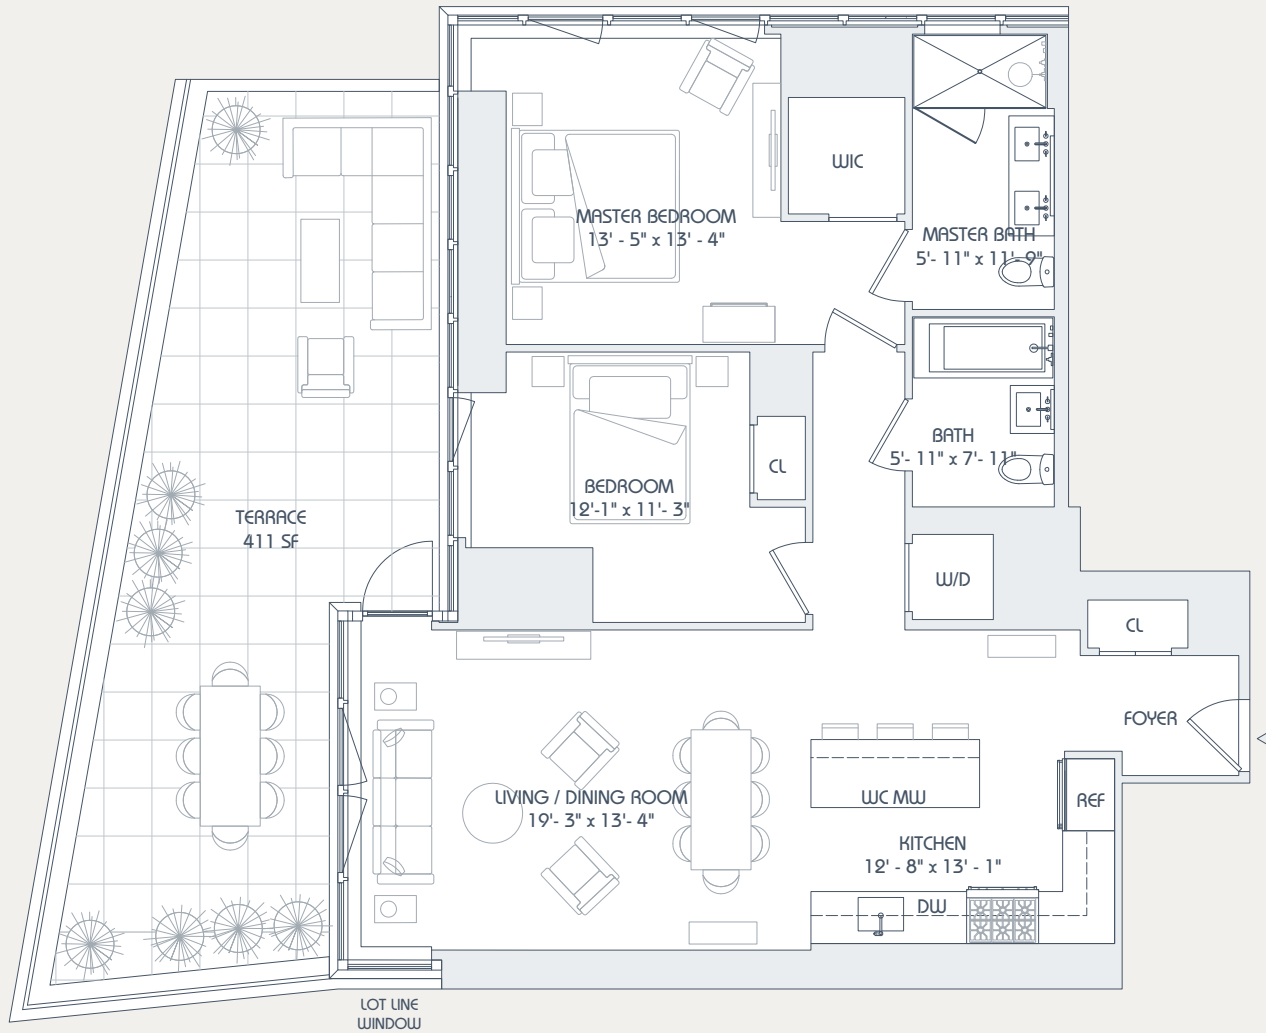 WIC
MASTER BEDROOM
13' - 5" x 13' - 4"
MASTER BATH
5'- 11" x 11'- 9"
BATH
5'- 11" x 7'- 11"
CL
BEDROOM
12'-1" x 11'- 3"
TERRACE
411 SF
W/D
CL
FOYER
LIVING / DINING ROOM
19'- 3" x 13'- 4"
WC MW
REF
KITCHEN
12' - 8" x 13' - 1"
DW
LOT LINE
WINDOW